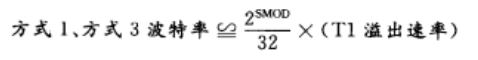 方式 1、方式 3 波特率 ≌ 2^SMOD/32 × (T1 溢出速率)